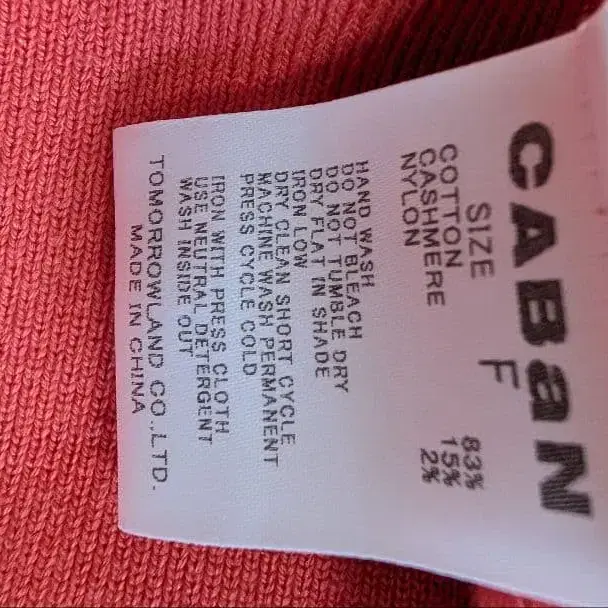 CABaN
SIZE F
COTTON 83%
CASHMERE 15%
NYLON 2%
HAND WASH
DO NOT BLEACH
DO NOT TUMBLE DRY
DRY FLAT IN SHADE
IRON LOW
DRY CLEAN SHORT CYCLE
MACHINE WASH PERMANENT
PRESS CYCLE COLD
IRON WITH PRESS CLOTH
USE NEUTRAL DETERGENT
WASH INSIDE OUT
TOMORROWLAND CO.,LTD.
MADE IN CHINA